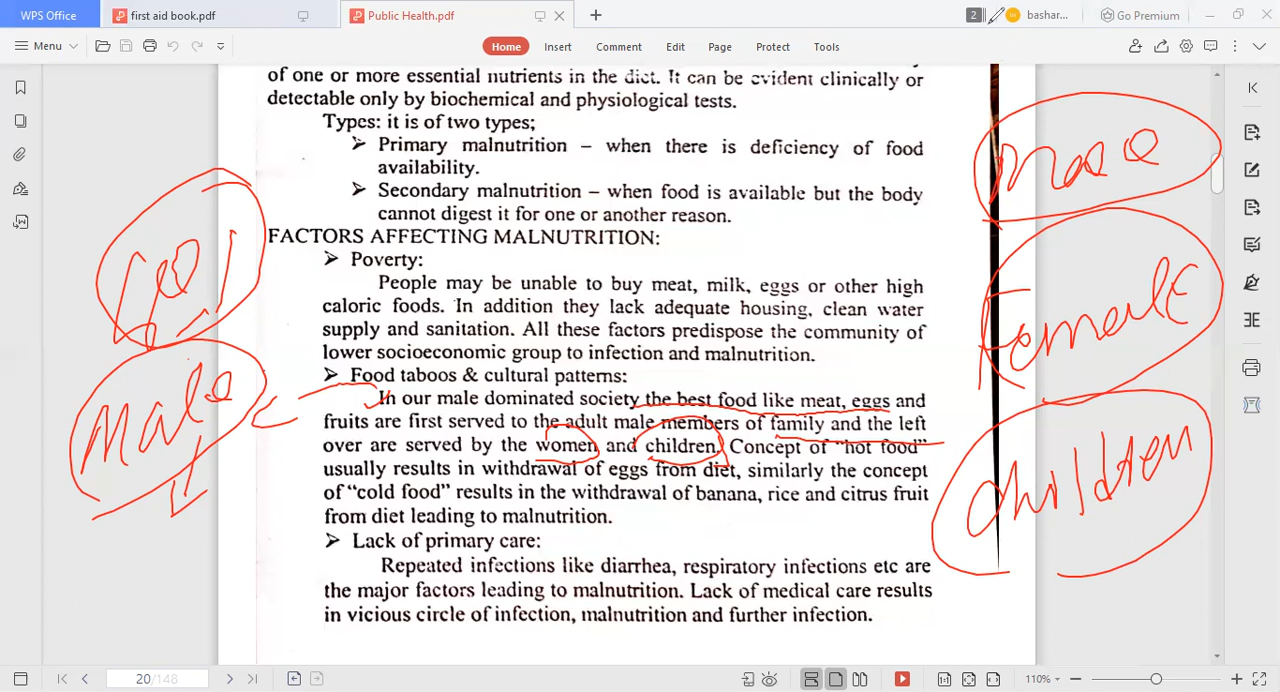 WPS Office
first aid book.pdf
Public Health.pdf
2
bashar...
Go Premium
Menu
Home
Insert
Comment
Edit
Page
Protect
Tools
of one or more essential nutrients in the diet. It can be evident clinically or
detectable only by biochemical and physiological tests.
Types: it is of two types;
➤ Primary malnutrition – when there is deficiency of food
availability.
➤ Secondary malnutrition – when food is available but the body
cannot digest it for one or another reason.
FACTORS AFFECTING MALNUTRITION:
➤ Poverty:
People may be unable to buy meat, milk, eggs or other high
caloric foods. In addition they lack adequate housing, clean water
supply and sanitation. All these factors predispose the community of
lower socioeconomic group to infection and malnutrition.
➤ Food taboos & cultural patterns:
In our male dominated society the best food like meat, eggs and
fruits are first served to the adult male members of family and the left
over are served by the women and children. Concept of "hot food"
usually results in withdrawal of eggs from diet, similarly the concept
of "cold food" results in the withdrawal of banana, rice and citrus fruit
from diet leading to malnutrition.
➤ Lack of primary care:
Repeated infections like diarrhea, respiratory infections etc are
the major factors leading to malnutrition. Lack of medical care results
in vicious circle of infection, malnutrition and further infection.
Male
Female
Children
20/148
110%